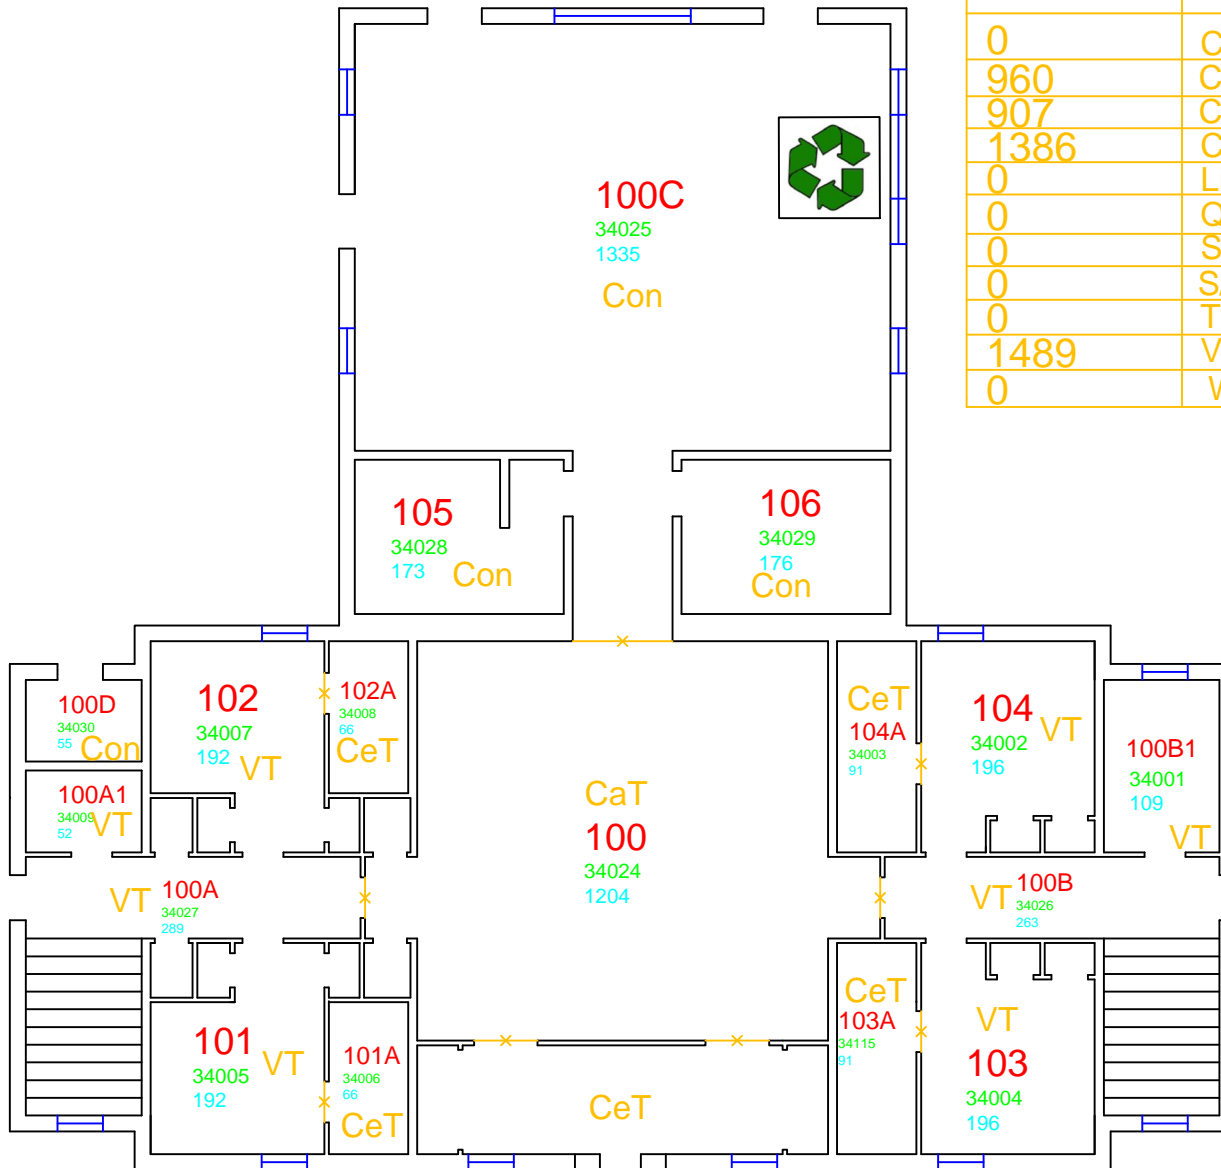 0 C
960 C
907 C
1386 C
0 L
0 Q
0 S
0 SA
0 T
1489 V
0 W
100C
34025
1335
Con
105
34028
173
Con
106
34029
176
Con
100D
34030
55
Con
102
34007
192
VT
102A
34008
66
CeT
100A1
34009
52
VT
CaT
100
34024
1204
CeT
104A
34003
91
104
34002
196
VT
100B1
34001
109
VT
VT
100A
34027
289
VT
100B
34026
263
101
34005
192
VT
101A
34006
66
CeT
CeT
CeT
103A
34115
91
VT
103
34004
196